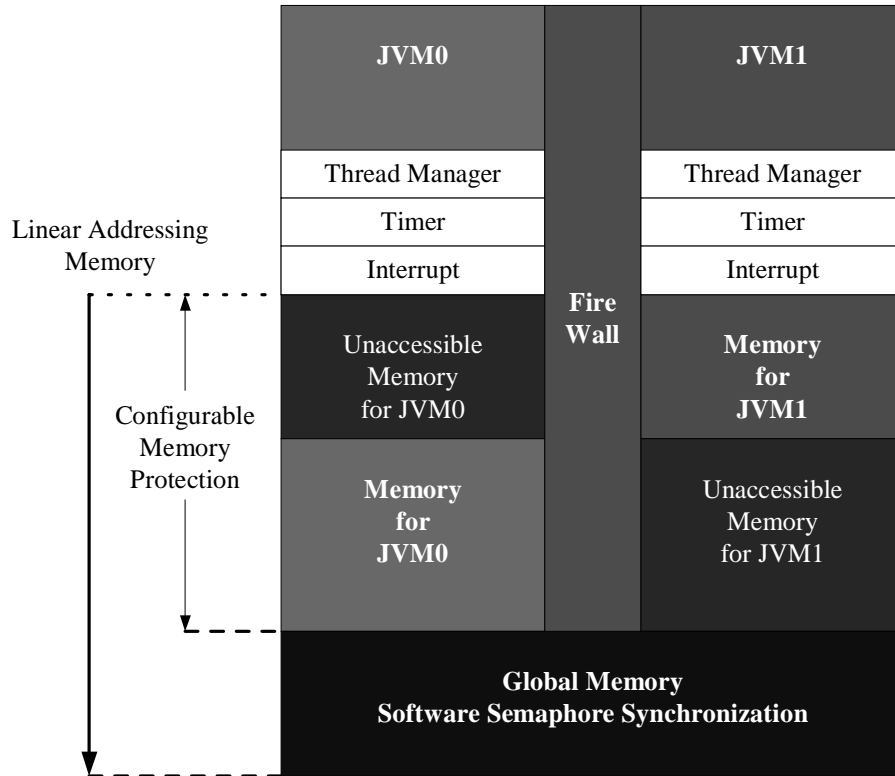 JVM0
JVM1
Thread Manager
Thread Manager
Timer
Timer
Interrupt
Interrupt
Linear Addressing
Memory
Fire
Wall
Unaccessible
Memory
for JVM0
Memory
for
JVM1
Configurable
Memory
Protection
Memory
for
JVM0
Unaccessible
Memory
for JVM1
Global Memory
Software Semaphore Synchronization